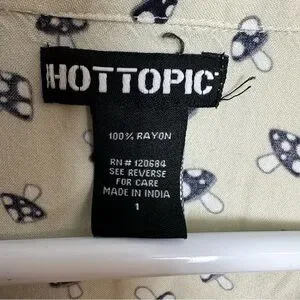 HOTTOPIC
100% RAYON
RN # 120684
SEE REVERSE
FOR CARE
MADE IN INDIA
1